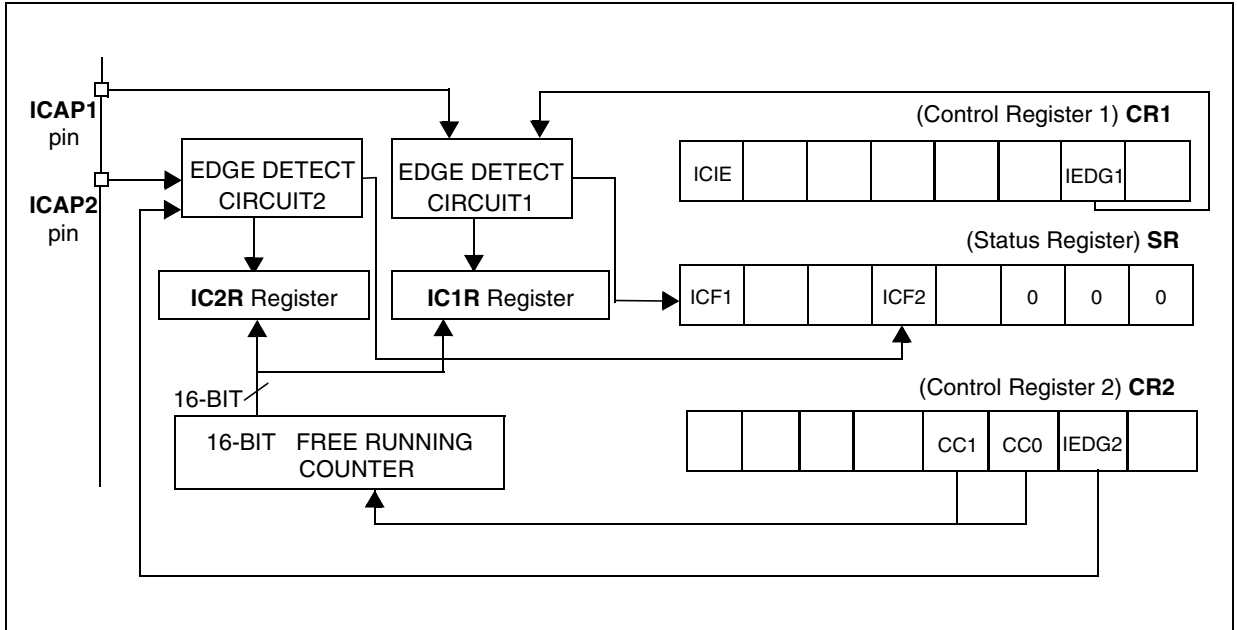 ICAP1
pin
ICAP2
pin
EDGE DETECT
CIRCUIT2
EDGE DETECT
CIRCUIT1
IC2R Register
IC1R Register
16-BIT
16-BIT FREE RUNNING
COUNTER
(Control Register 1) CR1
ICIE IEDG1
(Status Register) SR
ICF1 ICF2 0 0 0
(Control Register 2) CR2
CC1 CC0 IEDG2